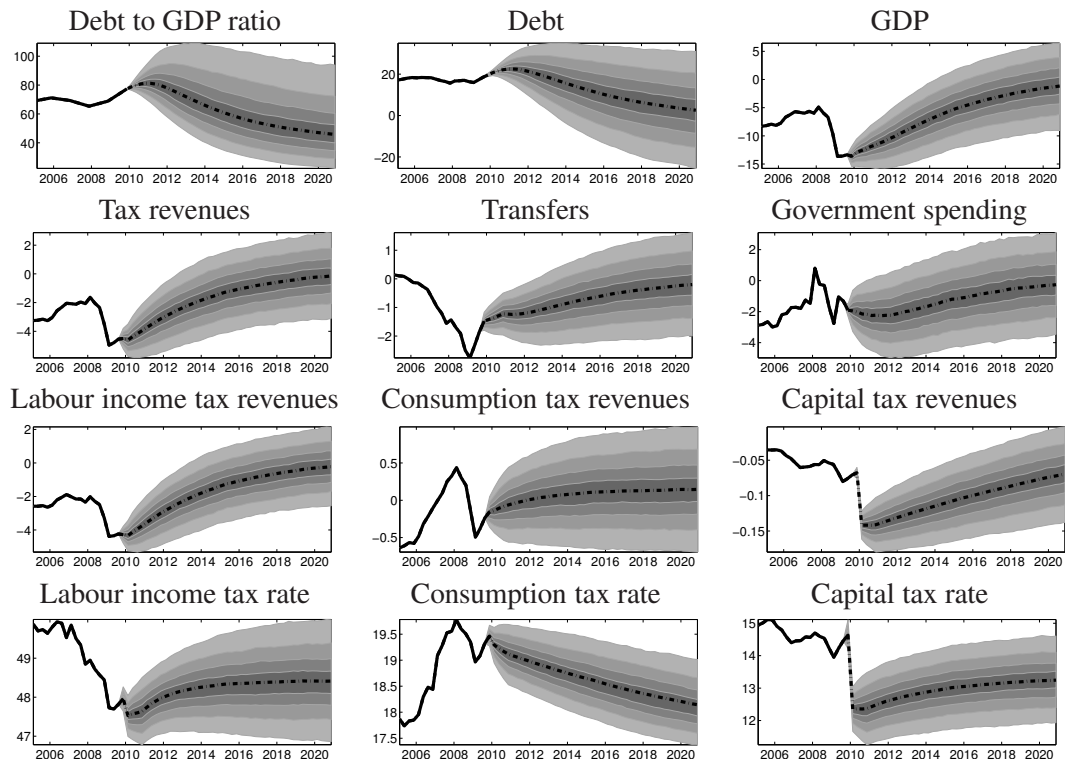 Debt to GDP ratio Debt GDP
100 80 60 40
20 0 −20
5 0 −5 −10 −15
2006 2008 2010 2012 2014 2016 2018 2020 2006 2008 2010 2012 2014 2016 2018 2020 2006 2008 2010 2012 2014 2016 2018 2020
Tax revenues Transfers Government spending
2 0 −2 −4
1 0 −1 −2
2 0 −2 −4
2006 2008 2010 2012 2014 2016 2018 2020 2006 2008 2010 2012 2014 2016 2018 2020 2006 2008 2010 2012 2014 2016 2018 2020
Labour income tax revenues Consumption tax revenues Capital tax revenues
2 0 −2 −4
0.5 0 −0.5
−0.05 −0.1 −0.15
2006 2008 2010 2012 2014 2016 2018 2020 2006 2008 2010 2012 2014 2016 2018 2020 2006 2008 2010 2012 2014 2016 2018 2020
Labour income tax rate Consumption tax rate Capital tax rate
49 48 47
19.5 19 18.5 18 17.5
15 14 13 12
2006 2008 2010 2012 2014 2016 2018 2020 2006 2008 2010 2012 2014 2016 2018 2020 2006 2008 2010 2012 2014 2016 2018 2020